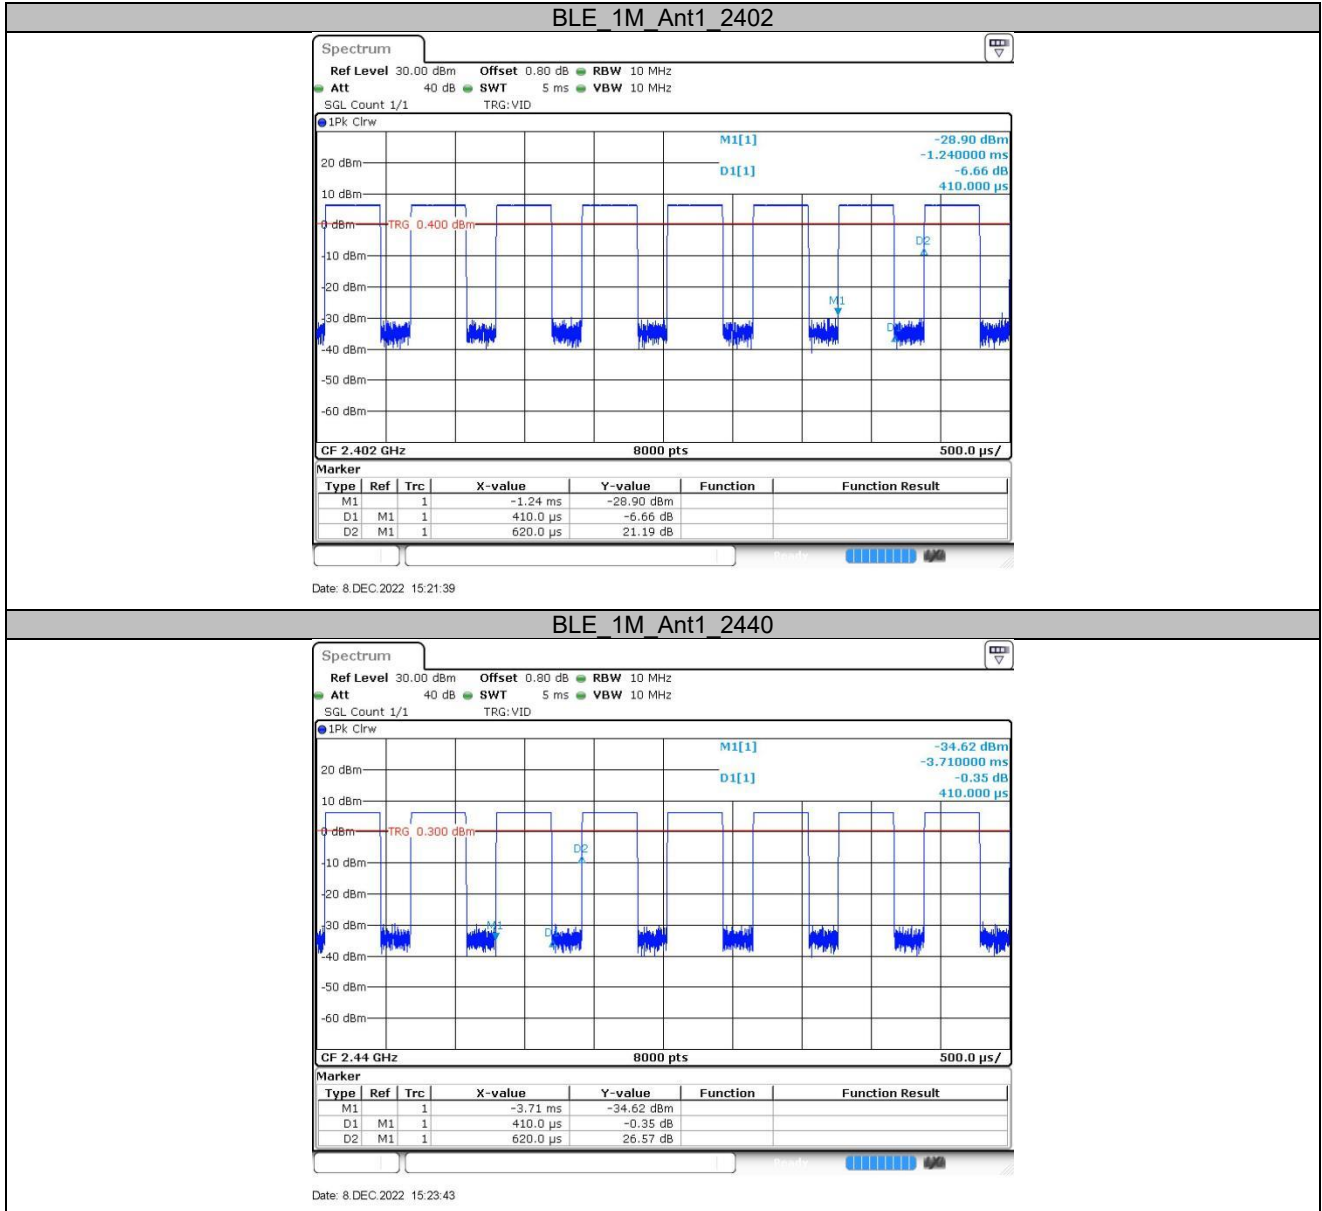 BLE_1M_Ant1_2402
Spectrum
Ref Level 30.00 dBm Offset 0.80 dB RBW 10 MHz
Att 40 dB SWT 5 ms VBW 10 MHz
SGL Count 1/1 TRG:VID
1Pk Clrw
M1[1] -28.90 dBm
-1.240000 ms
20 dBm
D1[1] -6.66 dB
410.000 µs
10 dBm
0 dBm TRG 0.400 dBm
D2
-10 dBm
-20 dBm
M1
-30 dBm
-40 dBm
-50 dBm
-60 dBm
CF 2.402 GHz 8000 pts 500.0 µs/
Marker
Type Ref Trc X-value Y-value Function Function Result
M1 1 -1.24 ms -28.90 dBm
D1 M1 1 410.0 µs -6.66 dB
D2 M1 1 620.0 µs 21.19 dB
Ready
Date: 8.DEC.2022 15:21:39
BLE_1M_Ant1_2440
Spectrum
Ref Level 30.00 dBm Offset 0.80 dB RBW 10 MHz
Att 40 dB SWT 5 ms VBW 10 MHz
SGL Count 1/1 TRG:VID
1Pk Clrw
M1[1] -34.62 dBm
-3.710000 ms
20 dBm
D1[1] -0.35 dB
410.000 µs
10 dBm
0 dBm TRG 0.300 dBm
D2
-10 dBm
-20 dBm
-30 dBm M1
-40 dBm
-50 dBm
-60 dBm
CF 2.44 GHz 8000 pts 500.0 µs/
Marker
Type Ref Trc X-value Y-value Function Function Result
M1 1 -3.71 ms -34.62 dBm
D1 M1 1 410.0 µs -0.35 dB
D2 M1 1 620.0 µs 26.57 dB
Ready
Date: 8.DEC.2022 15:23:43